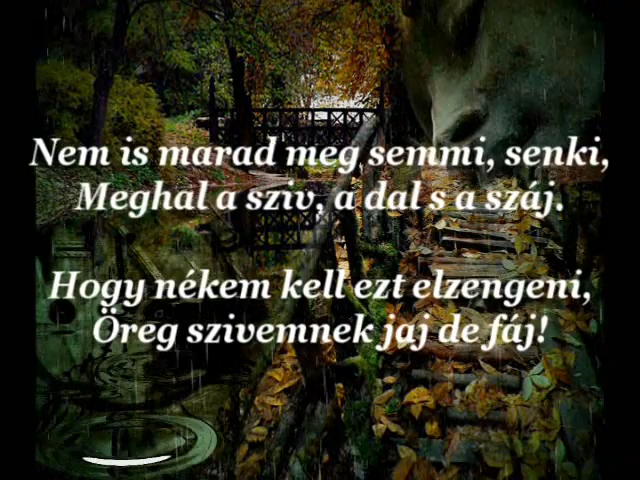 Nem is marad meg semmi, senki,
Meghal a sziv, a dal s a száj.
Hogy nékem kell ezt elzengeni,
Öreg szivemnek jaj de fáj!